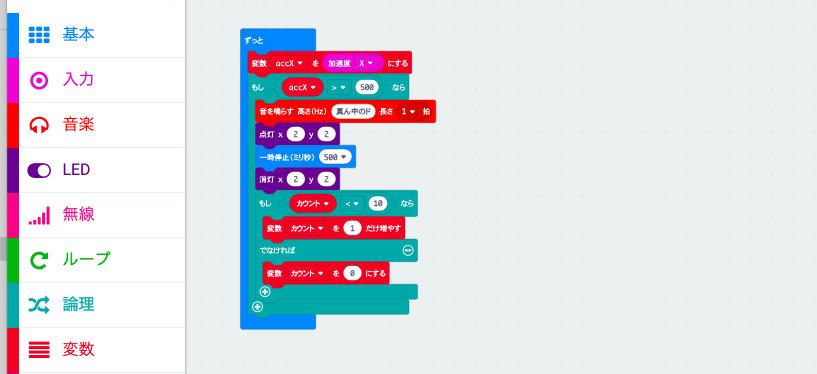 基本
入力
音楽
LED
無線
ループ
論理
変数
ずっと
変数 accX を 加速度 X にする
もし accX > 500 なら
音を鳴らす 高さ(Hz) 真ん中のド 長さ 1 拍
点灯 x 2 y 2
一時停止(ミリ秒) 500
消灯 x 2 y 2
もし カウント < 10 なら
変数 カウント を 1 だけ増やす
でなければ
変数 カウント を 0 にする